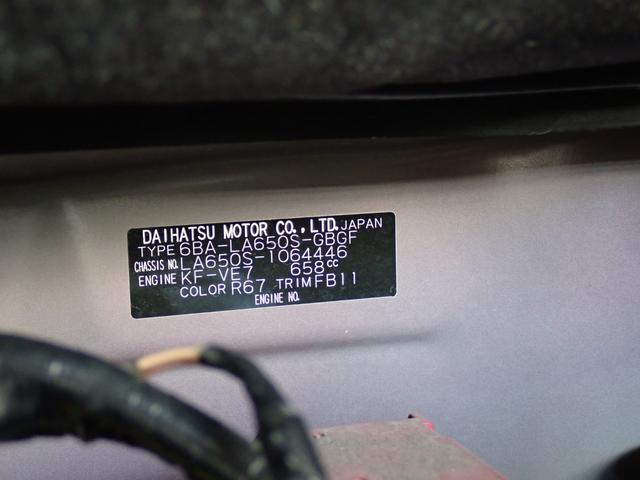 DAIHATSU MOTOR CO.,LTD. JAPAN
TYPE 6BA-LA650S-GBGF
CHASSIS NO. LA650S-1064446
ENGINE KF-VE7 658cc
COLOR R67 TRIM FB11
ENGINE NO.